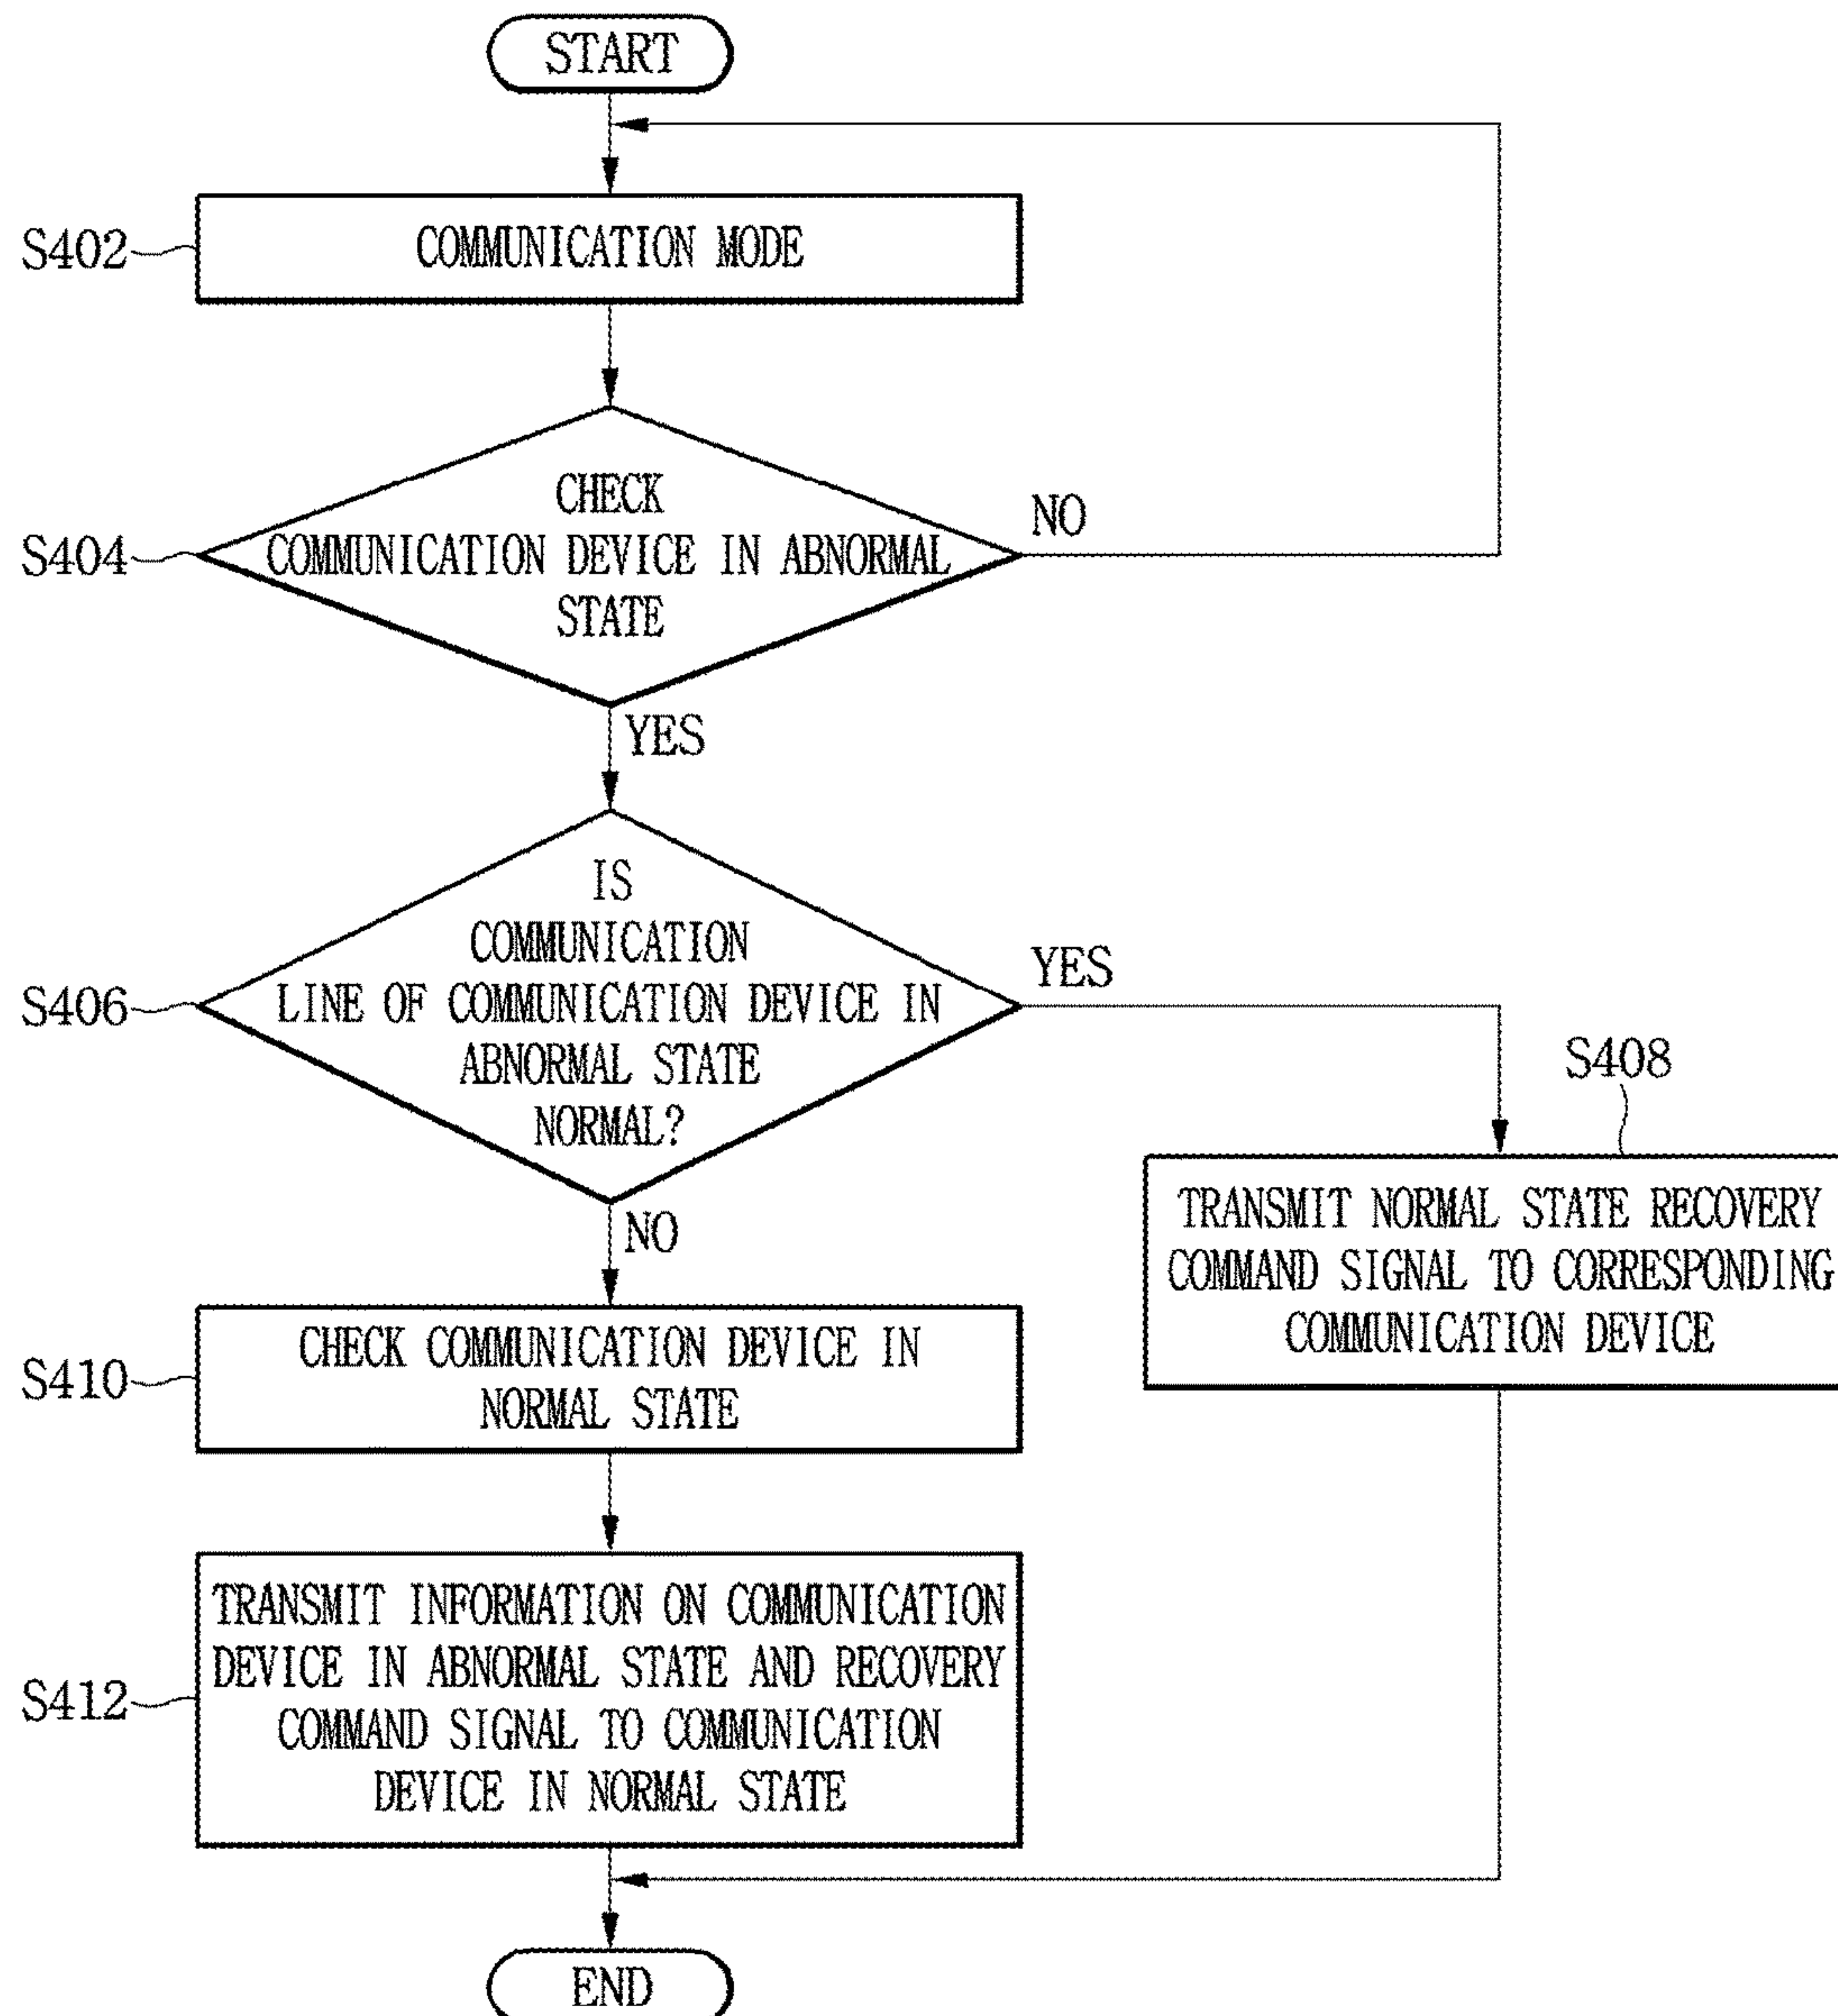 START
S402
COMMUNICATION MODE
S404
CHECK
COMMUNICATION DEVICE IN ABNORMAL
STATE
NO
YES
S406
IS
COMMUNICATION
LINE OF COMMUNICATION DEVICE IN
ABNORMAL STATE
NORMAL?
YES
NO
S408
TRANSMIT NORMAL STATE RECOVERY
COMMAND SIGNAL TO CORRESPONDING
COMMUNICATION DEVICE
S410
CHECK COMMUNICATION DEVICE IN
NORMAL STATE
S412
TRANSMIT INFORMATION ON COMMUNICATION
DEVICE IN ABNORMAL STATE AND RECOVERY
COMMAND SIGNAL TO COMMUNICATION
DEVICE IN NORMAL STATE
END